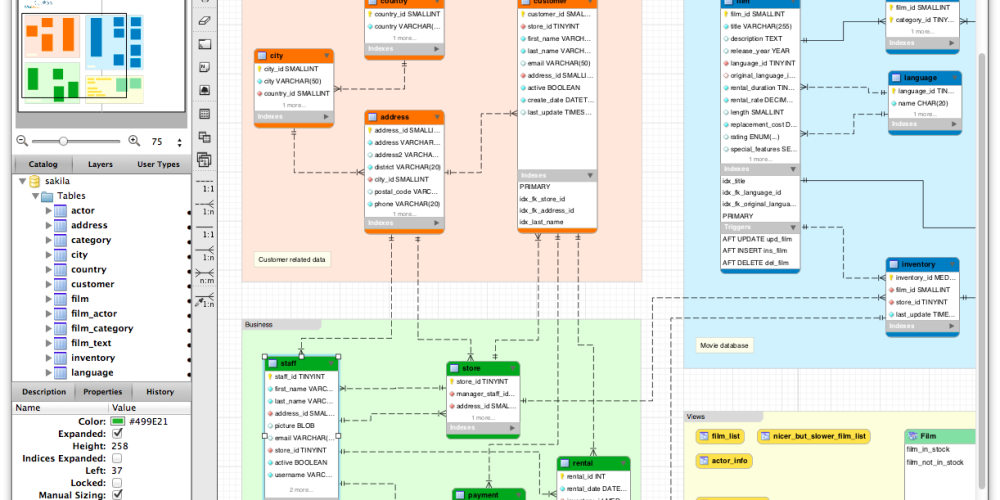 75
Catalog
Layers
User Types
sakila
Tables
actor
address
category
city
country
customer
film
film_actor
film_category
film_text
inventory
language
Description
Properties
History
Name
Value
Color:
#499E21
Expanded:
Height:
258
Indices Expanded:
Left:
37
Locked:
Manual Sizing:
1:1
1:n
1:1
1:n
n:m
1:n
country
country_id SMALLINT
country VARCHAR(...
1 more...
Indexes
city
city_id SMALLINT
city VARCHAR(50)
country_id SMALLINT
1 more...
Indexes
address
address_id SMALLI...
address VARCHAR...
address2 VARCHA...
district VARCHAR(20)
city_id SMALLINT
postal_code VARC...
phone VARCHAR(20)
1 more...
Indexes
customer
customer_id SMAL...
store_id TINYINT
first_name VARCH...
last_name VARCH...
email VARCHAR(50)
address_id SMALLI...
active BOOLEAN
create_date DATET...
last_update TIMES...
Indexes
PRIMARY
idx_fk_store_id
idx_fk_address_id
idx_last_name
Customer related data
film
film_id SMALLINT
title VARCHAR(255)
description TEXT
release_year YEAR
language_id TINYINT
original_language_i...
rental_duration TIN...
rental_rate DECIM...
length SMALLINT
replacement_cost D...
rating ENUM(...)
special_features SE...
1 more...
Indexes
idx_title
idx_fk_language_id
idx_fk_original_langua...
PRIMARY
Triggers
AFT UPDATE upd_film
AFT INSERT ins_film
AFT DELETE del_film
film_id SMALLINT
category_id TINY...
1 more...
Indexes
language
language_id TIN...
name CHAR(20)
1 more...
Indexes
inventory
inventory_id MED...
film_id SMALLINT
store_id TINYINT
last_update TIME...
Indexes
Movie database
Business
staff
staff_id TINYINT
first_name VARC...
last_name VARC...
address_id SMAL...
picture BLOB
email VARCHAR(...
store_id TINYINT
active BOOLEAN
username VARC...
2 more...
store
store_id TINYINT
manager_staff_id...
address_id SMAL...
1 more...
Indexes
payment
rental
rental_id INT
rental_date DATE...
Views
film_list
nicer_but_slower_film_list
actor_info
Film
film_in_stock
film_not_in_stock